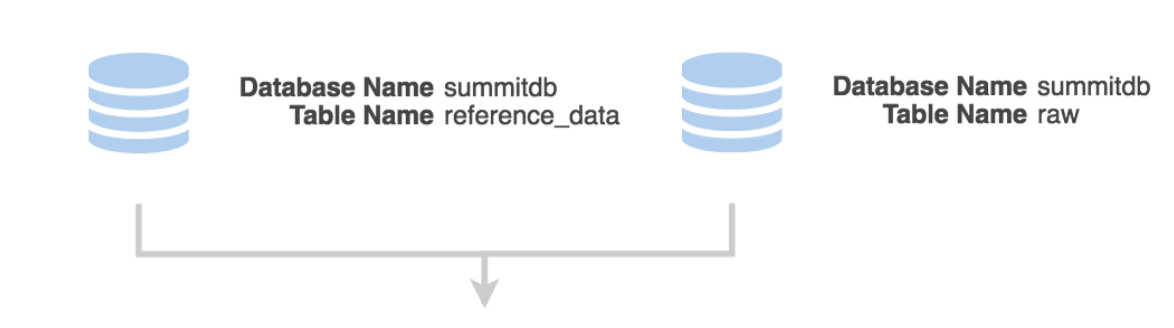 Database Name summitdb
Table Name reference_data
Database Name summitdb
Table Name raw